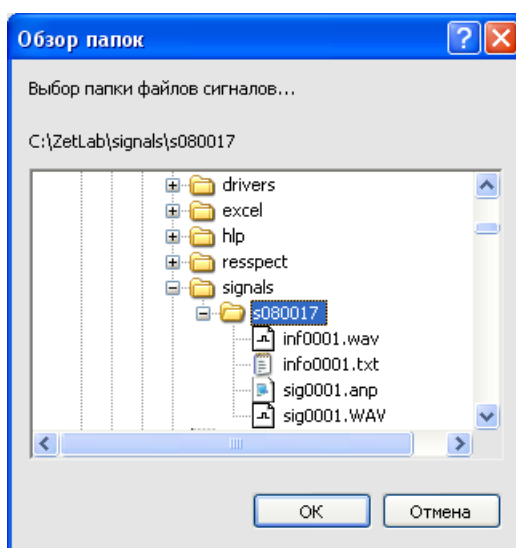 Обзор папок
Выбор папки файлов сигналов...
C:\ZetLab\signals\s080017
drivers
excel
hlp
resspect
signals
s080017
inf0001.wav
info0001.txt
sig0001.anp
sig0001.WAV
OK Отмена